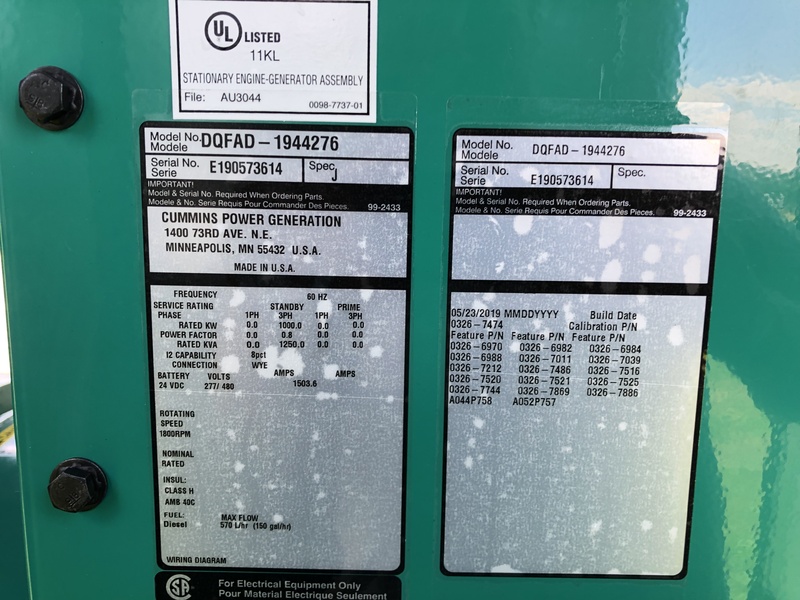 UL LISTED
11KL
STATIONARY ENGINE-GENERATOR ASSEMBLY
File: AU3044 0098-7737-01
Model No. DQFAD-1944276
Modele
Serial No. E190573614 Spec. J
Serie
IMPORTANT!
Model & Serial No. Required When Ordering Parts.
Modele & No. Serie Requis Pour Commander Des Pieces. 99-2433
CUMMINS POWER GENERATION
1400 73RD AVE. N.E.
MINNEAPOLIS, MN 55432 U.S.A.
MADE IN U.S.A.
FREQUENCY 60 HZ
SERVICE RATING STANDBY PRIME
PHASE 1PH 3PH 1PH 3PH
RATED KW 0.0 1000.0 0.0 0.0
POWER FACTOR 0.0 0.8 0.0 0.0
RATED KVA 0.0 1250.0 0.0 0.0
I2 CAPABILITY 8pct
CONNECTION WYE
BATTERY VOLTS AMPS AMPS
24 VDC 277/ 480 1503.6
ROTATING
SPEED
1800RPM
NOMINAL
RATED
INSUL:
CLASS H
AMB 40C
FUEL: MAX FLOW
Diesel 570 L/hr (150 gal/hr)
WIRING DIAGRAM
SA
For Electrical Equipment Only
Pour Material Electrique Seulement
Model No. DQFAD-1944276
Modele
Serial No. E190573614 Spec.
Serie
IMPORTANT!
Model & Serial No. Required When Ordering Parts.
Modele & No. Serie Requis Pour Commander Des Pieces. 99-2433
05/23/2019 MMDDYYYY Build Date
0326-7474 Calibration P/N
Feature P/N Feature P/N Feature P/N
0326-6970 0326-6982 0326-6984
0326-6988 0326-7011 0326-7039
0326-7212 0326-7486 0326-7516
0326-7520 0326-7521 0326-7525
0326-7744 0326-7869 0326-7886
A044P758 A052P757